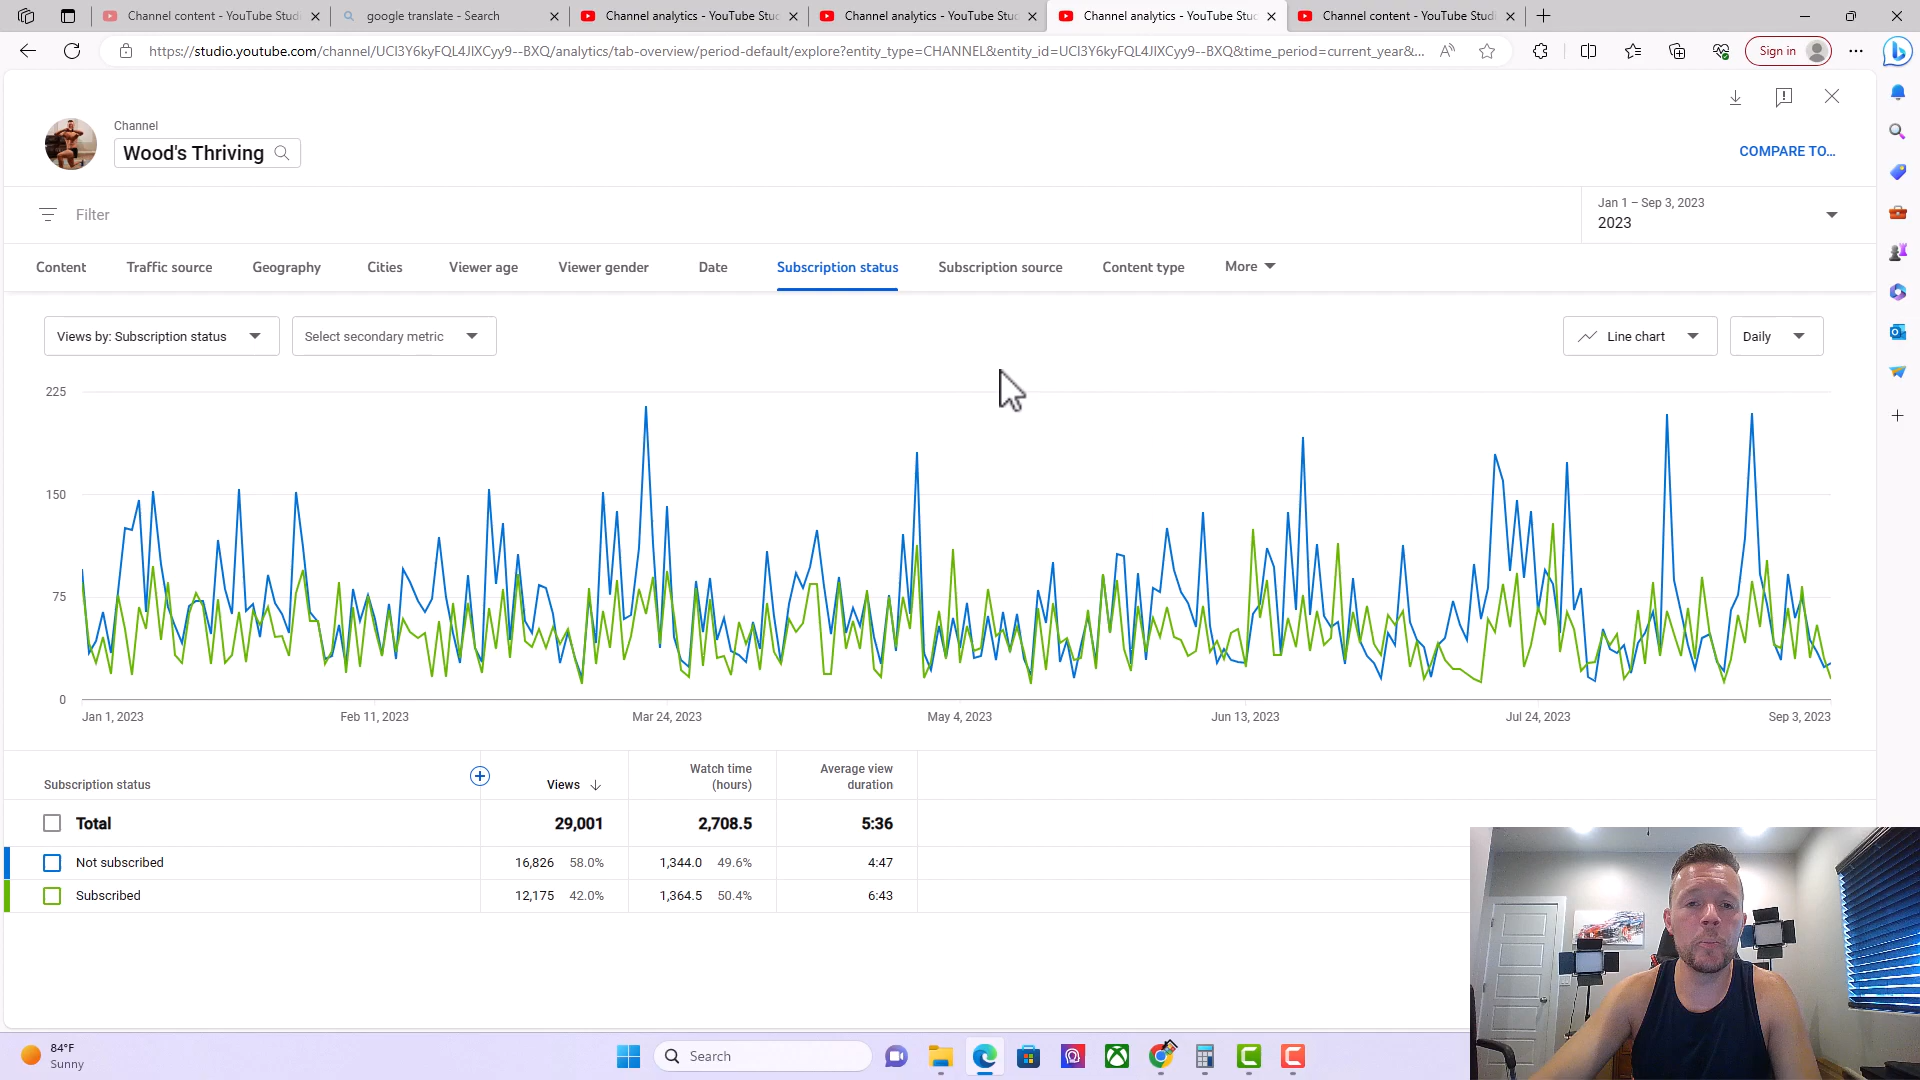 Channel content - YouTube Studi
google translate - Search
Channel analytics - YouTube Stud
Channel analytics - YouTube Stud
Channel analytics - YouTube Stud
Channel content - YouTube Studi
https://studio.youtube.com/channel/UCI3Y6kyFQL4JIXCyy9--BXQ/analytics/tab-overview/period-default/explore?entity_type=CHANNEL&entity_id=UCI3Y6kyFQL4JIXCyy9--BXQ&time_period=current_year&...
Sign in
Channel
Wood's Thriving
COMPARE TO...
Filter
Jan 1 – Sep 3, 2023
2023
Content
Traffic source
Geography
Cities
Viewer age
Viewer gender
Date
Subscription status
Subscription source
Content type
More
Views by: Subscription status
Select secondary metric
Line chart
Daily
225
150
75
0
Jan 1, 2023
Feb 11, 2023
Mar 24, 2023
May 4, 2023
Jun 13, 2023
Jul 24, 2023
Sep 3, 2023
Subscription status
Views
Watch time
(hours)
Average view
duration
Total 29,001 2,708.5 5:36
Not subscribed 16,826 58.0% 1,344.0 49.6% 4:47
Subscribed 12,175 42.0% 1,364.5 50.4% 6:43
84°F
Sunny
Search